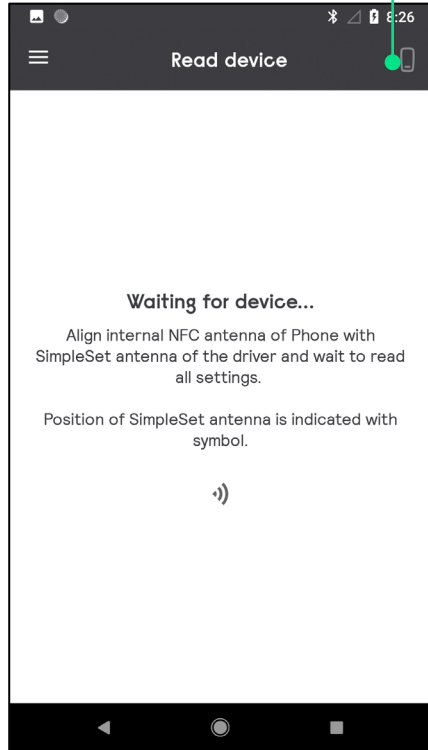 8:26
Read device
Waiting for device...
Align internal NFC antenna of Phone with
SimpleSet antenna of the driver and wait to read
all settings.
Position of SimpleSet antenna is indicated with
symbol.